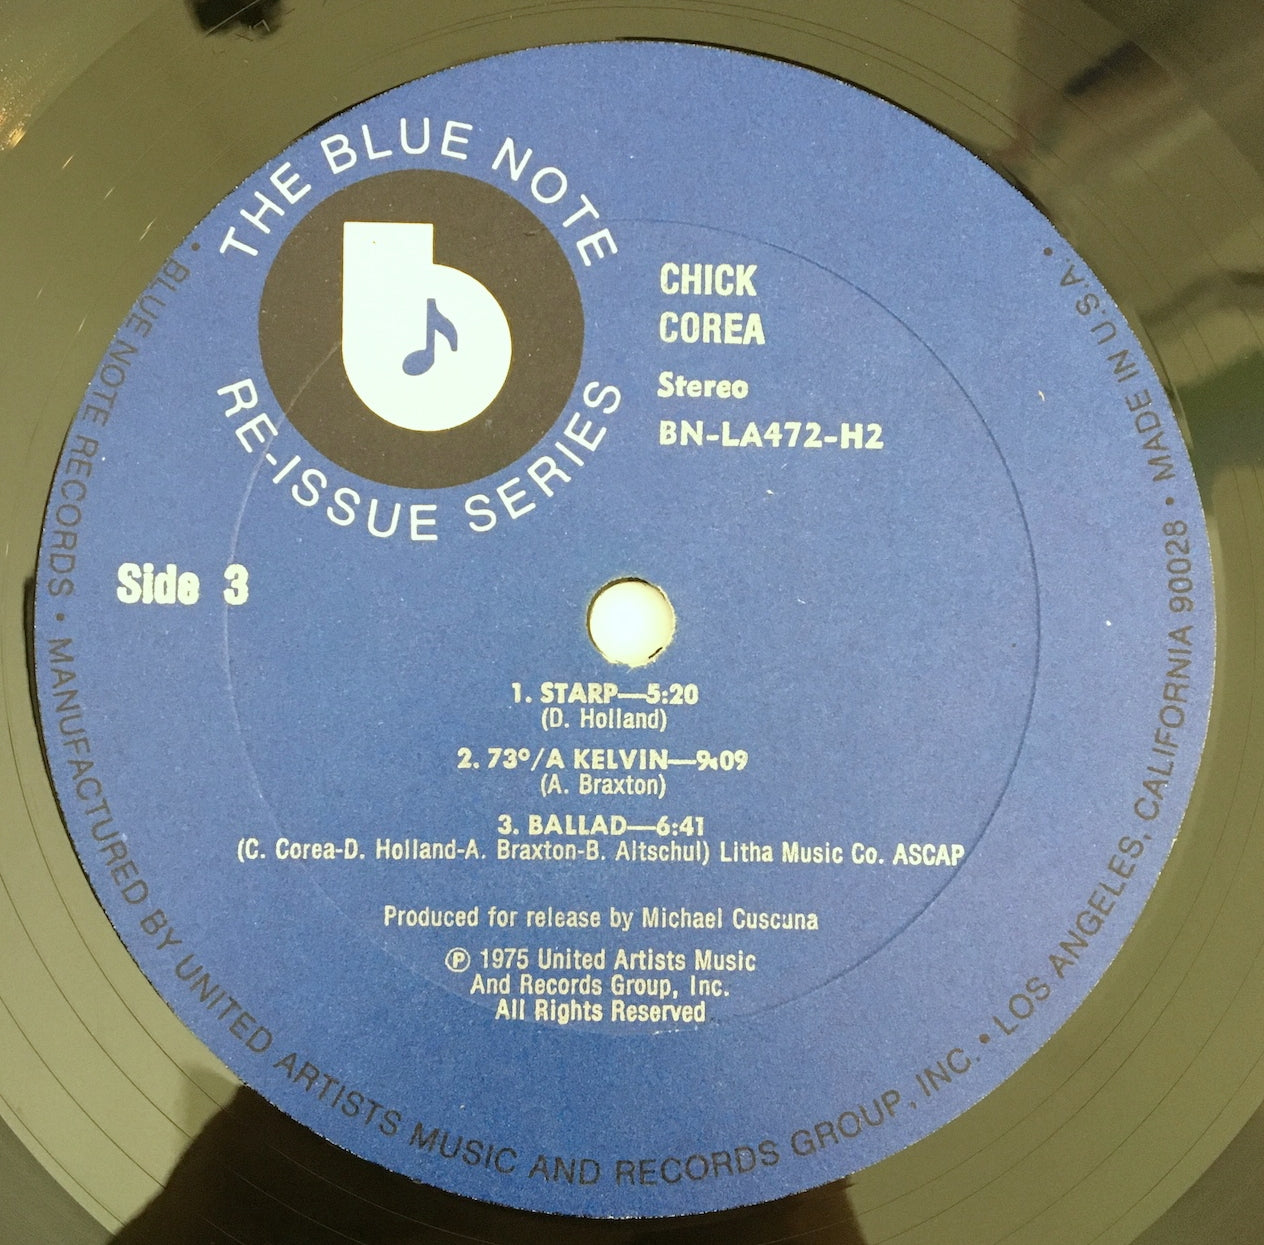 THE BLUE NOTE
RE-ISSUE SERIES
CHICK
COREA
Stereo
BN-LA472-H2
Side 3
1. STARP—5:20
(D. Holland)
2. 73º/A KELVIN—9:09
(A. Braxton)
3. BALLAD—6:41
(C. Corea-D. Holland-A. Braxton-B. Altschul) Litha Music Co. ASCAP
Produced for release by Michael Cuscuna
Ⓟ 1975 United Artists Music
And Records Group, Inc.
All Rights Reserved
• BLUE NOTE RECORDS • MANUFACTURED BY UNITED ARTISTS MUSIC AND RECORDS GROUP, INC. • LOS ANGELES, CALIFORNIA 90028 • MADE IN U.S.A. •